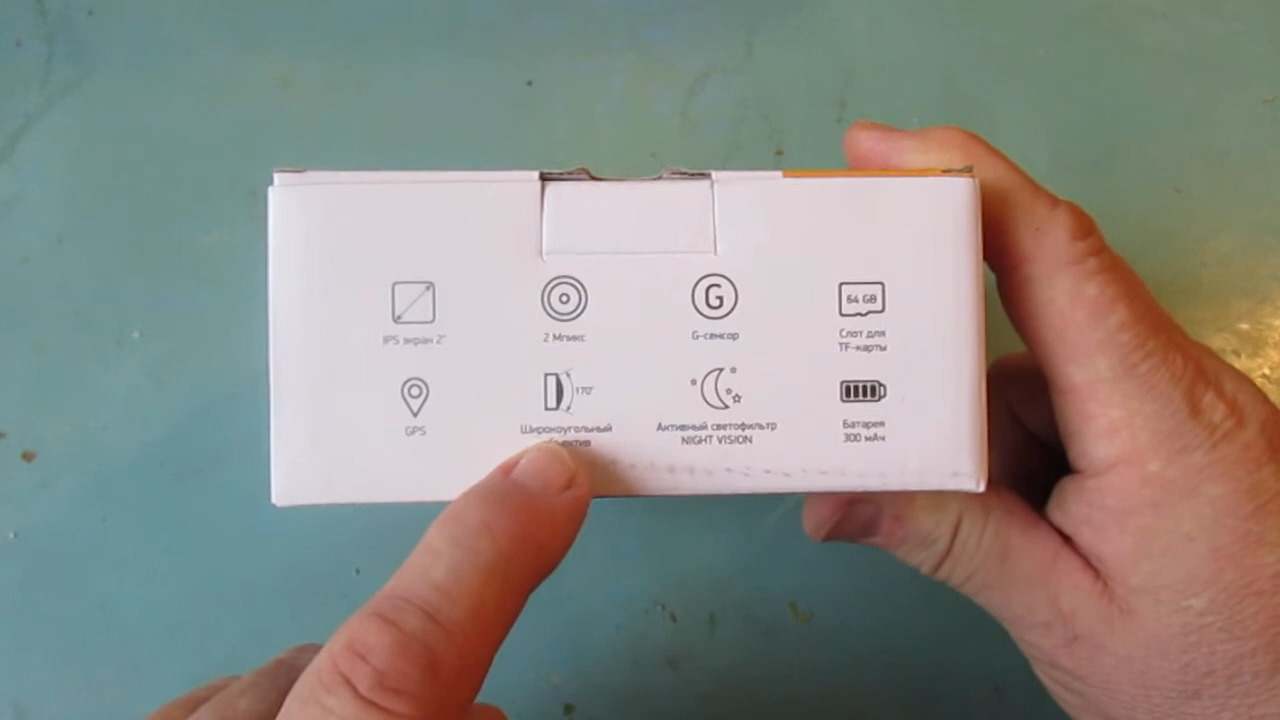 64 GB
IPS экран 2"
2 Мпикс
G-сенсор
Слот для
TF-карты
170°
GPS
Широкоугольный
Активный светофильтр
NIGHT VISION
Батарея
300 мАч